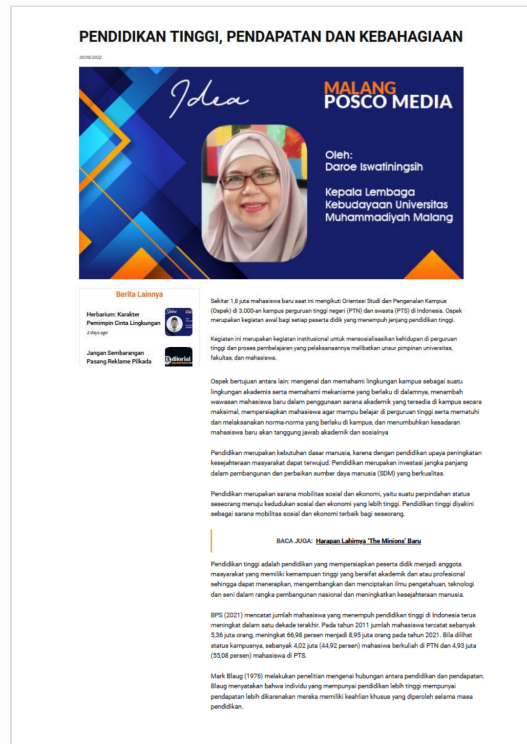 PENDIDIKAN TINGGI, PENDAPATAN DAN KEBAHAGIAAN
Idea
MALANG
POSCO MEDIA
Oleh:
Daroe Iswatiningsih
Kepala Lembaga
Kebudayaan Universitas
Muhammadiyah Malang
Berita Lainnya
Herbarium: Karakter
Pemimpin Cinta Lingkungan
2 days ago
Jangan Sembarangan
Pasang Reklame Pilkada
Editorial
Sekitar 1,8 juta mahasiswa baru saat ini mengikuti Orientasi Studi dan Pengenalan Kampus
(Ospek) di 3.000-an kampus perguruan tinggi negeri (PTN) dan swasta (PTS) di Indonesia. Ospek
merupakan kegiatan awal bagi setiap peserta didik yang menempuh jenjang pendidikan tinggi.
Kegiatan ini merupakan kegiatan institusional untuk mensosialisasikan kehidupan di perguruan
tinggi dan proses pembelajaran yang pelaksanaannya melibatkan unsur pimpinan universitas,
fakultas, dan mahasiswa.
Ospek bertujuan antara lain: mengenal dan memahami lingkungan kampus sebagai suatu
lingkungan akademis serta memahami mekanisme yang berlaku di dalamnya, menambah
wawasan mahasiswa baru dalam penggunaan sarana akademik yang tersedia di kampus secara
maksimal, mempersiapkan mahasiswa agar mampu belajar di perguruan tinggi serta mematuhi
dan melaksanakan norma-norma yang berlaku di kampus, dan menumbuhkan kesadaran
mahasiswa baru akan tanggung jawab akademik dan sosialnya
Pendidikan merupakan kebutuhan dasar manusia, karena dengan pendidikan upaya peningkatan
kesejahteraan masyarakat dapat terwujud. Pendidikan merupakan investasi jangka panjang
dalam pembangunan dan perbaikan sumber daya manusia (SDM) yang berkualitas.
Pendidikan merupakan sarana mobilitas sosial dan ekonomi, yaitu suatu perpindahan status
seseorang menuju kedudukan sosial dan ekonomi yang lebih tinggi. Pendidikan tinggi diyakini
sebagai sarana mobilitas sosial dan ekonomi terbaik bagi seseorang.
BACA JUGA: Harapan Lahirnya 'The Minions' Baru
Pendidikan tinggi adalah pendidikan yang mempersiapkan peserta didik menjadi anggota
masyarakat yang memiliki kemampuan tinggi yang bersifat akademik dan atau profesional
sehingga dapat menerapkan, mengembangkan dan menciptakan ilmu pengetahuan, teknologi
dan seni dalam rangka pembangunan nasional dan meningkatkan kesejahteraan manusia.
BPS (2021) mencatat jumlah mahasiswa yang menempuh pendidikan tinggi di Indonesia terus
meningkat dalam satu dekade terakhir. Pada tahun 2011 jumlah mahasiswa tercatat sebanyak
5,36 juta orang, meningkat 66,98 persen menjadi 8,95 juta orang pada tahun 2021. Bila dilihat
status kampusnya, sebanyak 4,02 juta (44,92 persen) mahasiwa berkuliah di PTN dan 4,93 juta
(55,08 persen) mahasiswa di PTS.
Mark Blaug (1976) melakukan penelitian mengenai hubungan antara pendidikan dan pendapatan.
Blaug menyatakan bahwa individu yang mempunyai pendidikan lebih tinggi mempunyai
pendapatan lebih dikarenakan mereka memiliki keahlian khusus yang diperoleh selama masa
pendidikan.